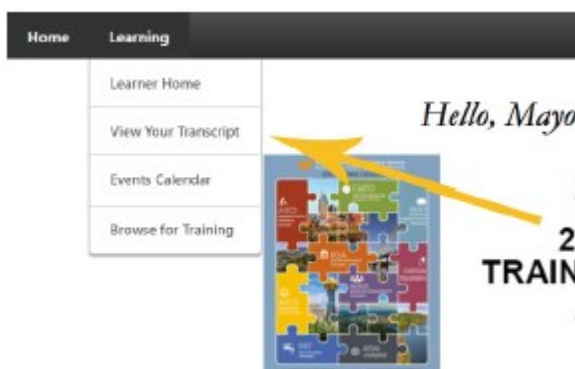 Home Learning
Learner Home
View Your Transcript
Events Calendar
Browse for Training
Hello, Mayo
2
TRAIN